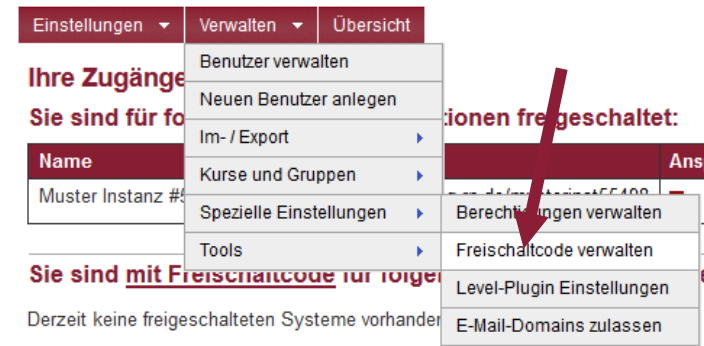 Einstellungen Verwalten Übersicht
Benutzer verwalten
Ihre Zugänge
Neuen Benutzer anlegen
Sie sind für fo tionen freigeschaltet:
Im- / Export
Name Ans
Kurse und Gruppen
Muster Instanz #5
Spezielle Einstellungen Berechtigungen verwalten
Tools Freischaltcode verwalten
Sie sind mit Freischaltcode für folge
Level-Plugin Einstellungen
Derzeit keine freigeschalteten Systeme vorhanden
E-Mail-Domains zulassen